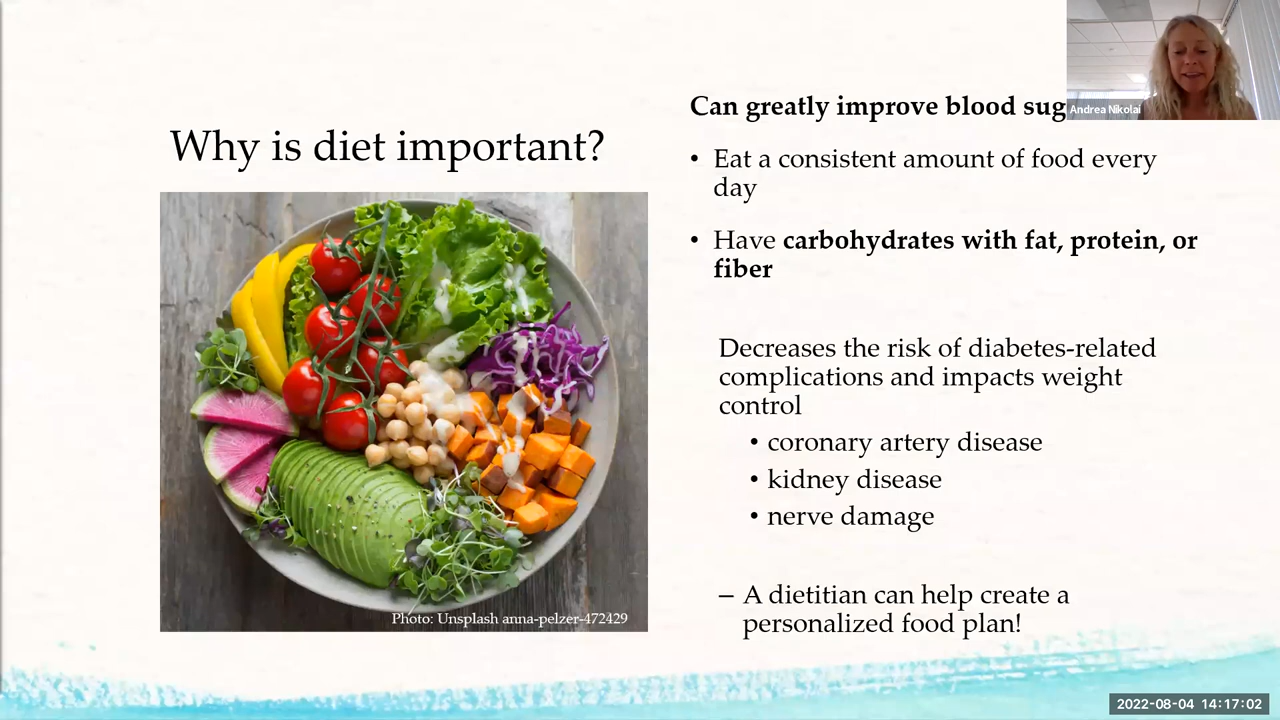 Why is diet important?
Photo: Unsplash anna-pelzer-472429
Can greatly improve blood
Andrea Nikolai
• Eat a consistent amount of food every
day
• Have carbohydrates with fat, protein, or
fiber
Decreases the risk of diabetes-related
complications and impacts weight
control
• coronary artery disease
• kidney disease
• nerve damage
– A dietitian can help create a
personalized food plan!
2022-08-04 14:17:02